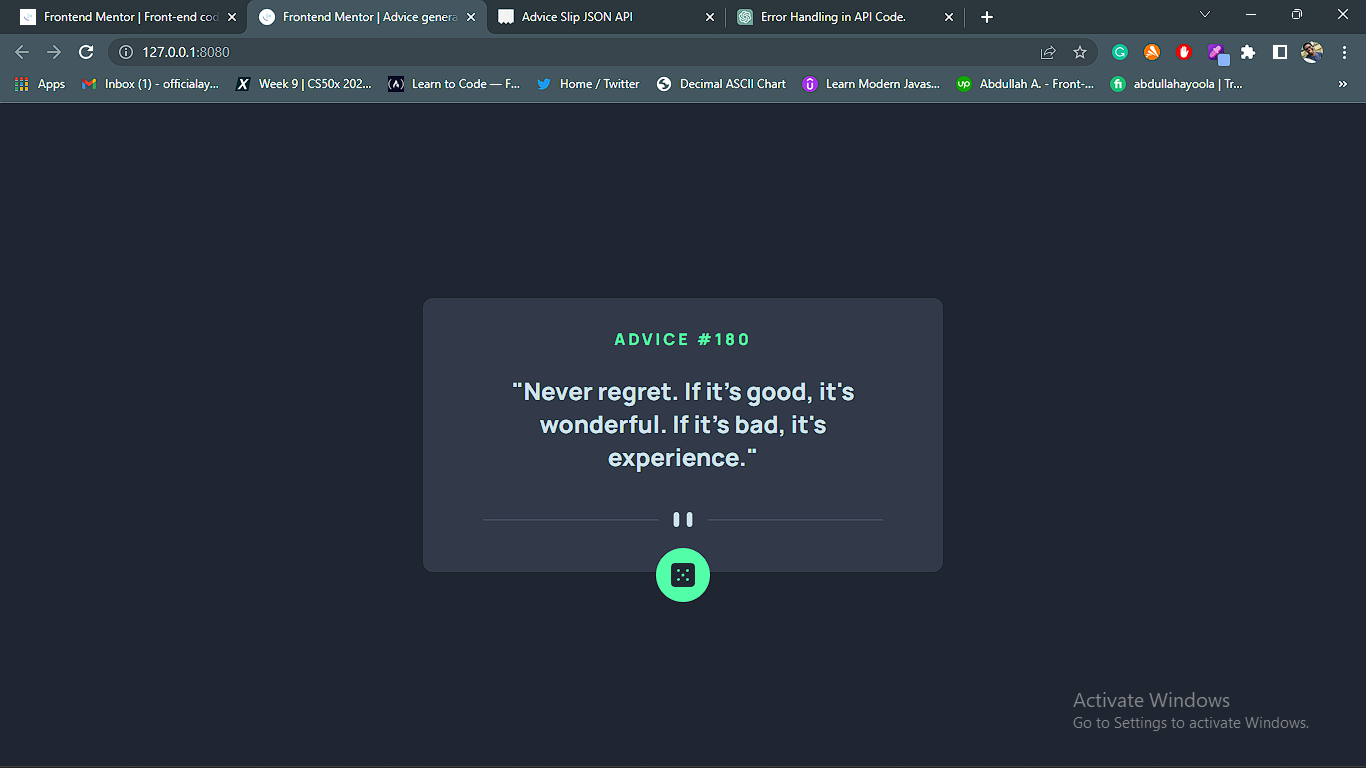 Frontend Mentor | Front-end cod
Frontend Mentor | Advice genera
Advice Slip JSON API
Error Handling in API Code.
127.0.0.1:8080
Apps
Inbox (1) - officialay...
Week 9 | CS50x 202...
Learn to Code — F...
Home / Twitter
Decimal ASCII Chart
Learn Modern Javas...
up
Abdullah A. - Front-...
fi
abdullahayoola | Tr...
»
ADVICE #180
"Never regret. If it's good, it's
wonderful. If it's bad, it's
experience."
Activate Windows
Go to Settings to activate Windows.